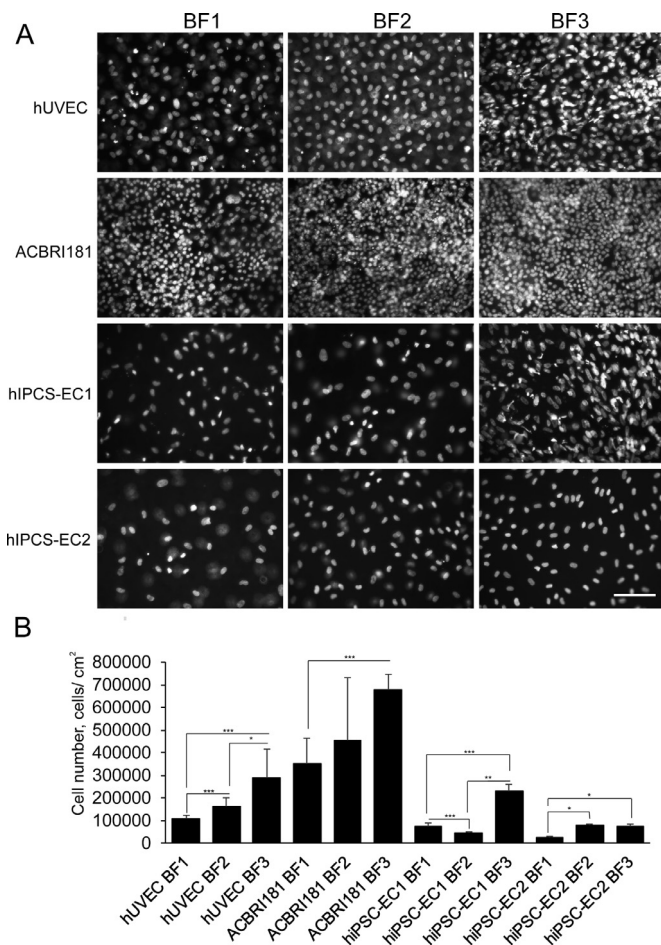 A
BF1 BF2 BF3
hUVEC
ACBRI181
hIPCS-EC1
hIPCS-EC2
B
Cell number, cells/ cm²
800000
700000
600000
500000
400000
300000
200000
100000
0
*** *** * *** *** *** ** * *
hUVEC BF1
hUVEC BF2
hUVEC BF3
ACBRI181 BF1
ACBRI181 BF2
ACBRI181 BF3
hiPSC-EC1 BF1
hiPSC-EC1 BF2
hiPSC-EC1 BF3
hiPSC-EC2 BF1
hiPSC-EC2 BF2
hiPSC-EC2 BF3